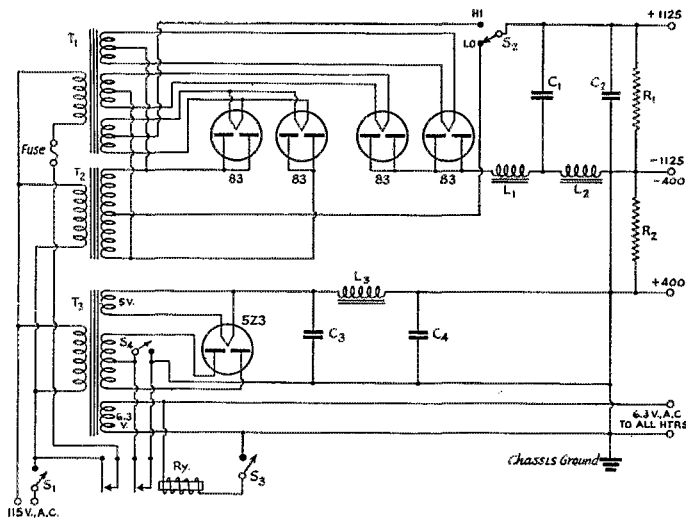 HI
+1125
T1
LO
S2
C1
C2
R1
Fuse
83
83
83
83
-1125
-400
T2
L1
L2
R2
+400
T3
5V.
L3
5Z3
S4
C3
C4
6.3
V.
6.3 V., A.C
TO ALL HTRS
Ry.
S3
Chassis Ground
S1
115V., A.C.